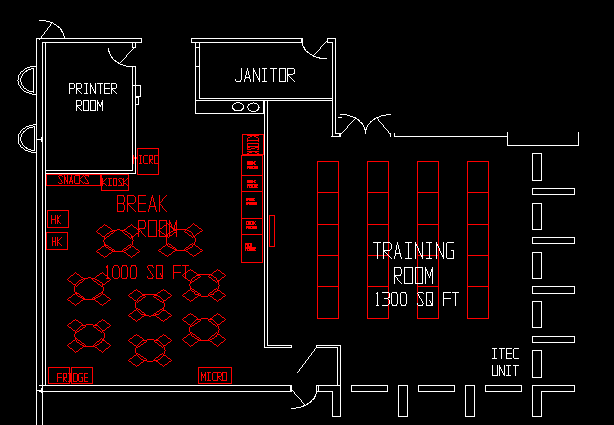 JANITOR
PRINTER
ROOM
ICRO
SNACKS
KIOSK
BREAK
ROOM
HK
HK
1000 SQ FT
TRAINING
ROOM
1300 SQ FT
ITEC
UNIT
FRIDGE
MICRO